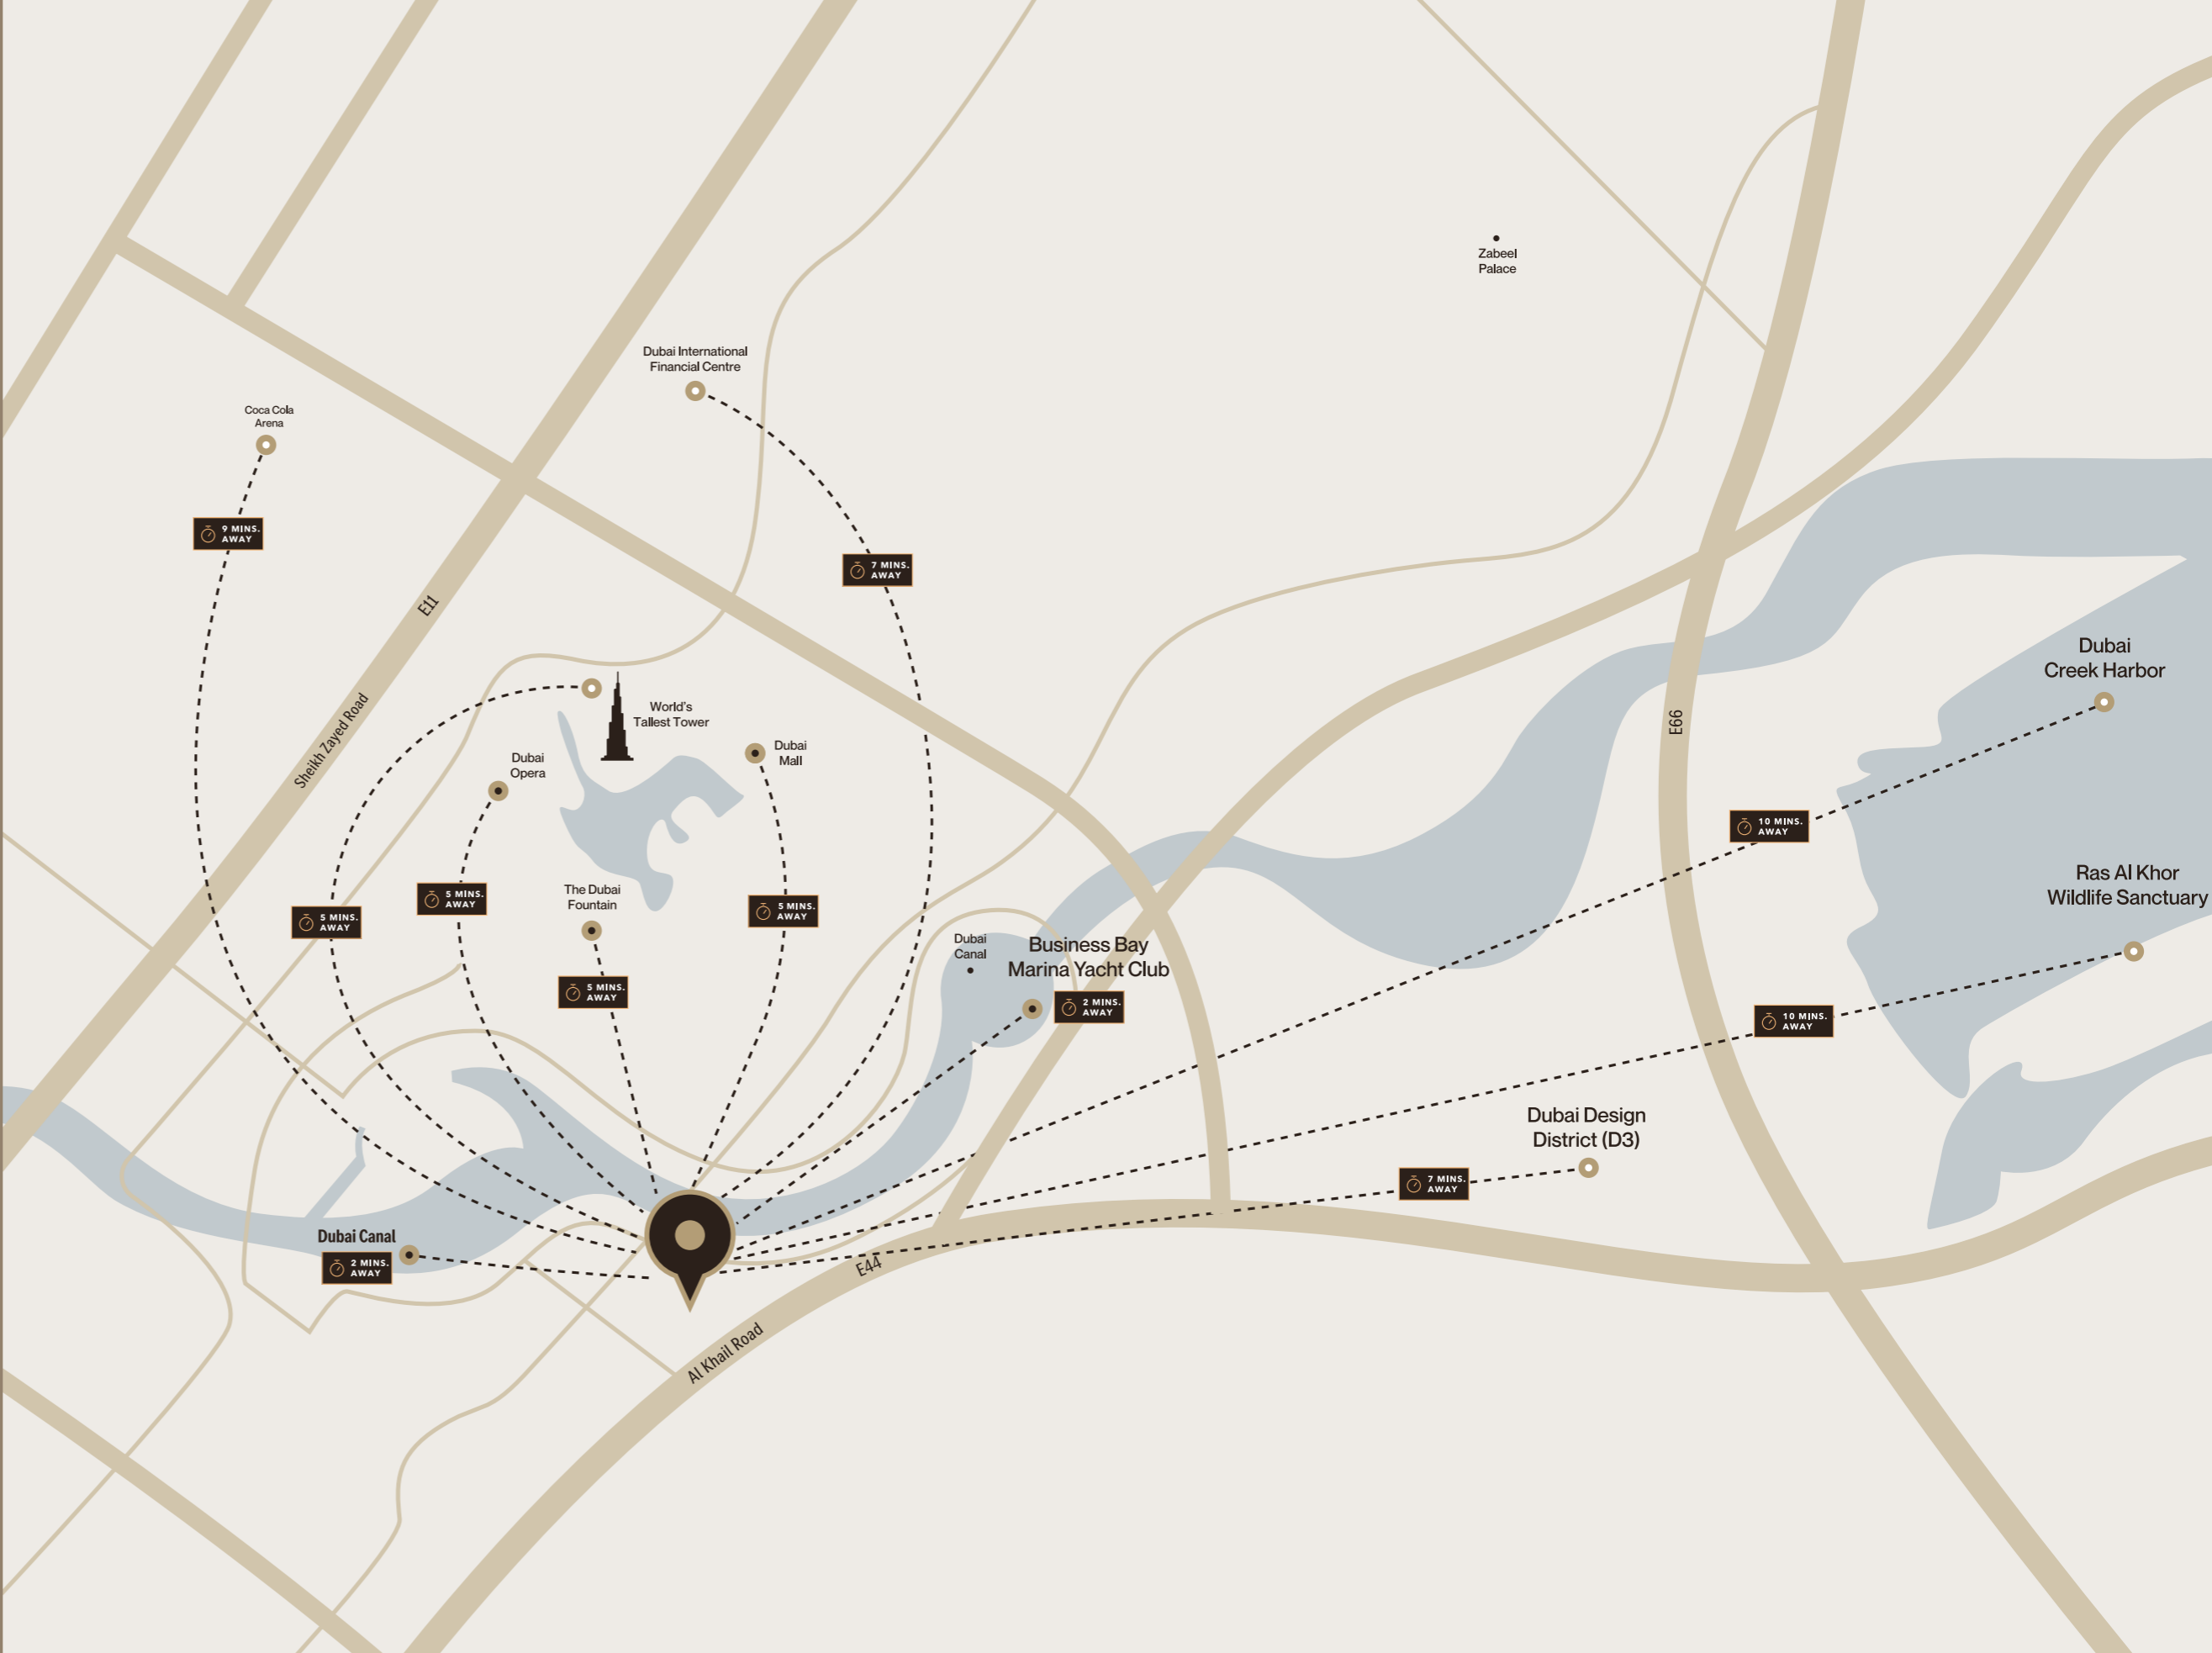 Zabeel
Palace
Dubai International
Financial Centre
Coca Cola
Arena
9 MINS.
AWAY
7 MINS.
AWAY
E11
Sheikh Zayed Road
World's
Tallest Tower
Dubai
Mall
Dubai
Opera
5 MINS.
AWAY
5 MINS.
AWAY
The Dubai
Fountain
5 MINS.
AWAY
5 MINS.
AWAY
Dubai
Canal
Business Bay
Marina Yacht Club
2 MINS.
AWAY
E66
Dubai
Creek Harbor
10 MINS.
AWAY
Ras Al Khor
Wildlife Sanctuary
10 MINS.
AWAY
Dubai Design
District (D3)
7 MINS.
AWAY
Dubai Canal
2 MINS.
AWAY
E44
Al Khail Road